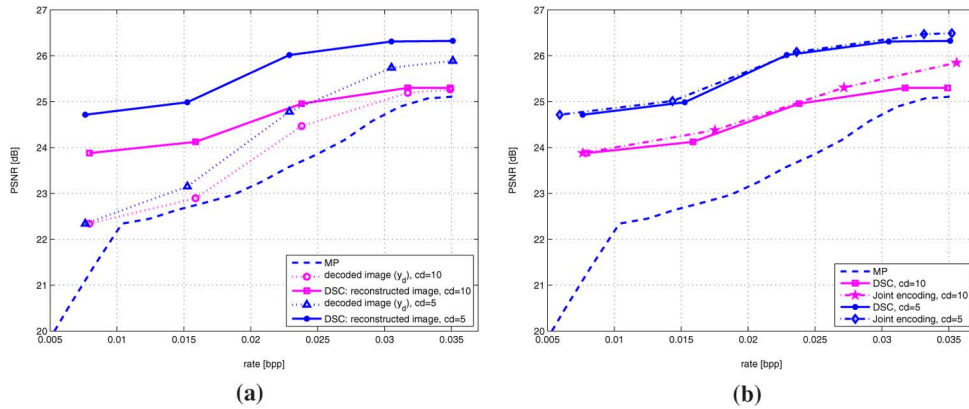 27
26
25
24
23
22
21
20
PSNR [dB]
0.005 0.01 0.015 0.02 0.025 0.03 0.035
rate [bpp]
MP
decoded image (y_d), cd=10
DSC: reconstructed image, cd=10
decoded image (y_d), cd=5
DSC: reconstructed image, cd=5
(a)
27
26
25
24
23
22
21
20
PSNR [dB]
0.005 0.01 0.015 0.02 0.025 0.03 0.035
rate [bpp]
MP
DSC, cd=10
Joint encoding, cd=10
DSC, cd=5
Joint encoding, cd=5
(b)